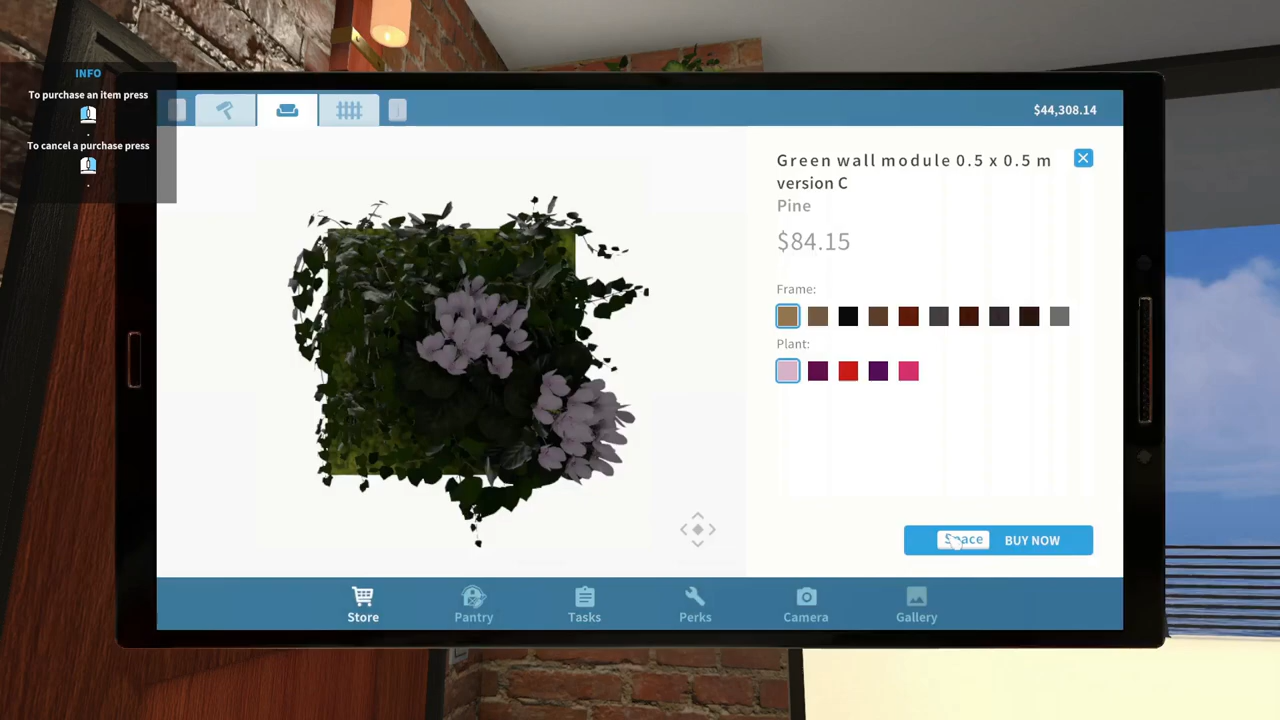 INFO
To purchase an item press
.
To cancel a purchase press
.
$44,308.14
Green wall module 0.5 x 0.5 m
version C
Pine
$84.15
Frame:
Plant:
Space BUY NOW
Store
Pantry
Tasks
Perks
Camera
Gallery